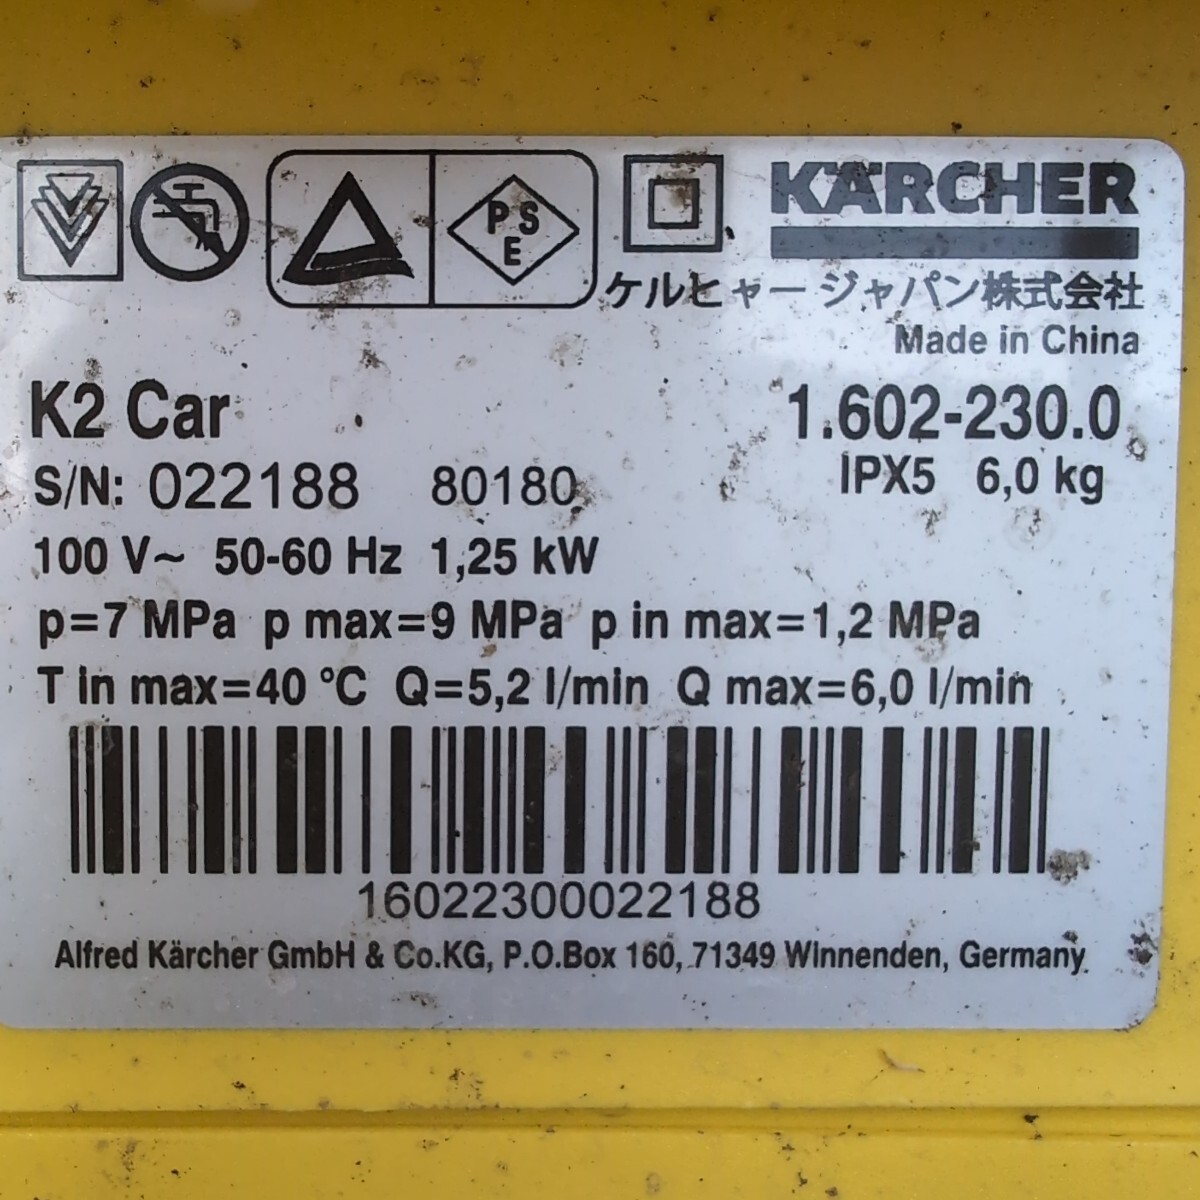 PSE
KÄRCHER
ケルヒャージャパン株式会社
Made in China
K2 Car 1.602-230.0
S/N: 022188 80180 IPX5 6,0 kg
100 V~ 50-60 Hz 1,25 kW
p=7 MPa p max=9 MPa p in max=1,2 MPa
T in max=40 °C Q=5,2 l/min Q max=6,0 l/min
16022300022188
Alfred Kärcher GmbH & Co.KG, P.O.Box 160, 71349 Winnenden, Germany